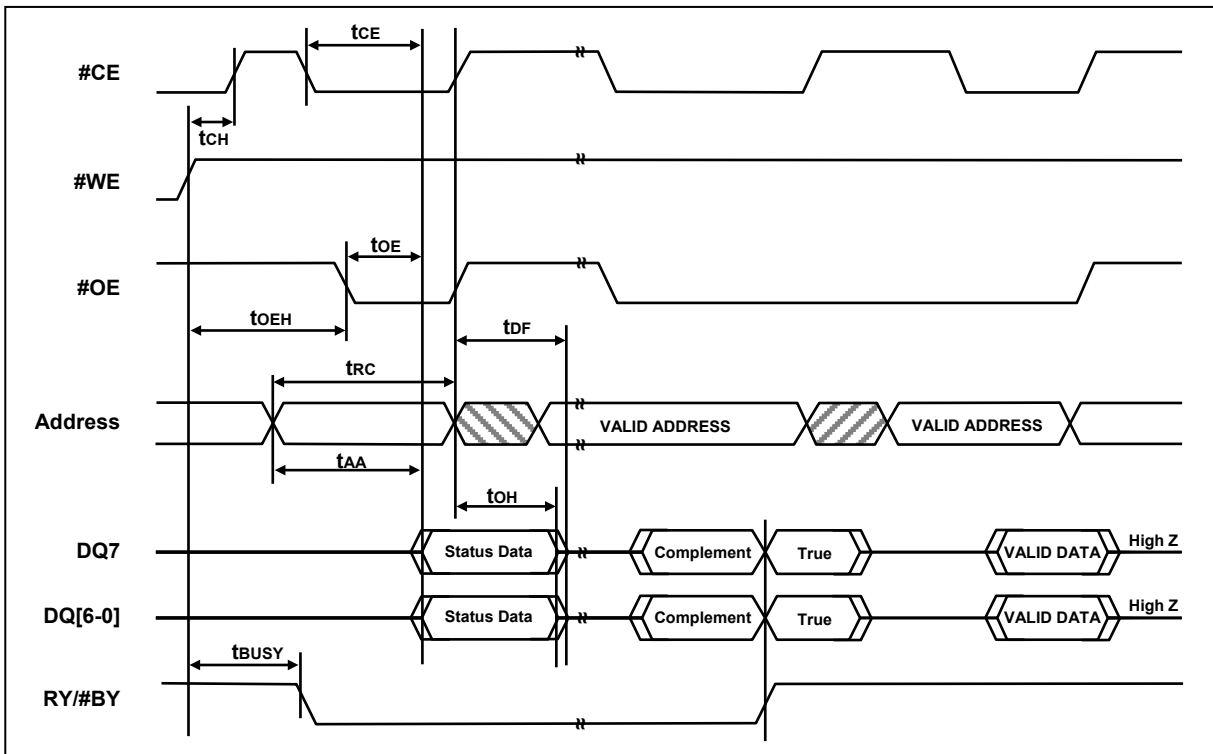 tCE
#CE
tCH
#WE
tOE
#OE
tOEH
tDF
tRC
Address
VALID ADDRESS
VALID ADDRESS
tAA
tOH
DQ7
Status Data
Complement
True
VALID DATA
High Z
DQ[6-0]
Status Data
Complement
True
VALID DATA
High Z
tBUSY
RY/#BY